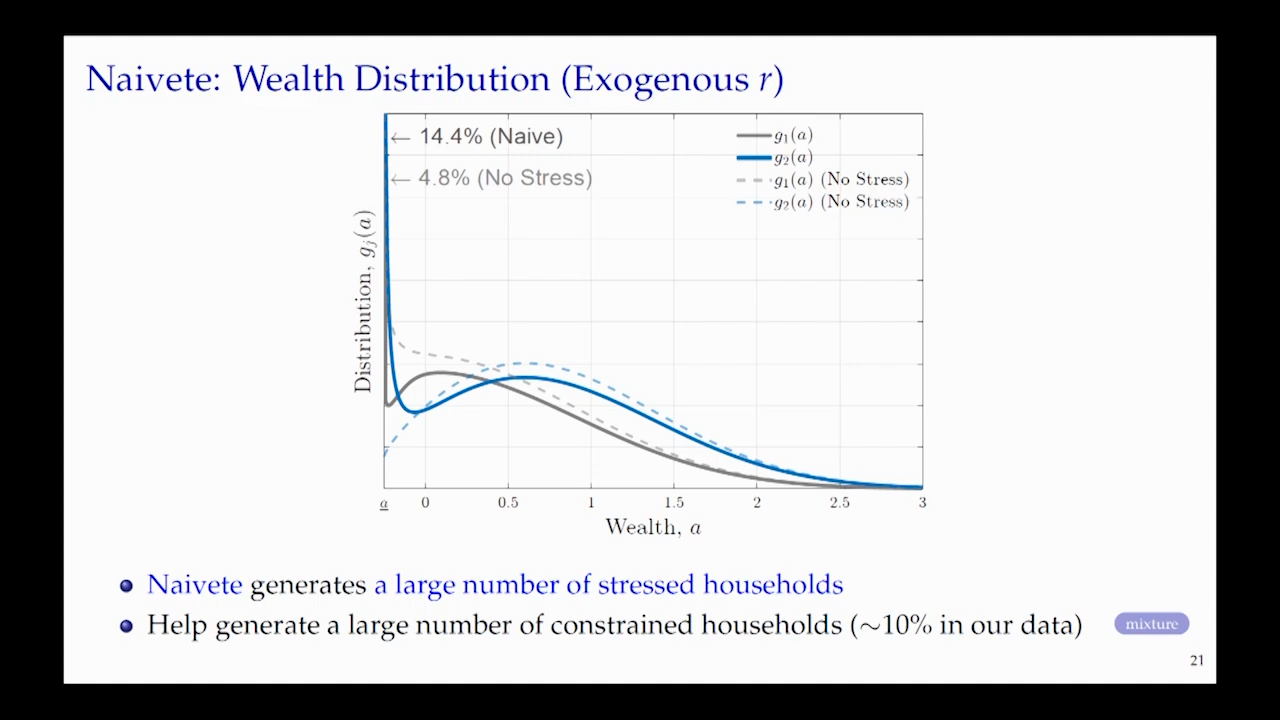 Naivete: Wealth Distribution (Exogenous r)
← 14.4% (Naive)
← 4.8% (No Stress)
g₁(a)
g₂(a)
g₁(a) (No Stress)
g₂(a) (No Stress)
Distribution, gⱼ(a)
a 0 0.5 1 1.5 2 2.5 3
Wealth, a
Naivete generates a large number of stressed households
Help generate a large number of constrained households (∼10% in our data)
mixture
21